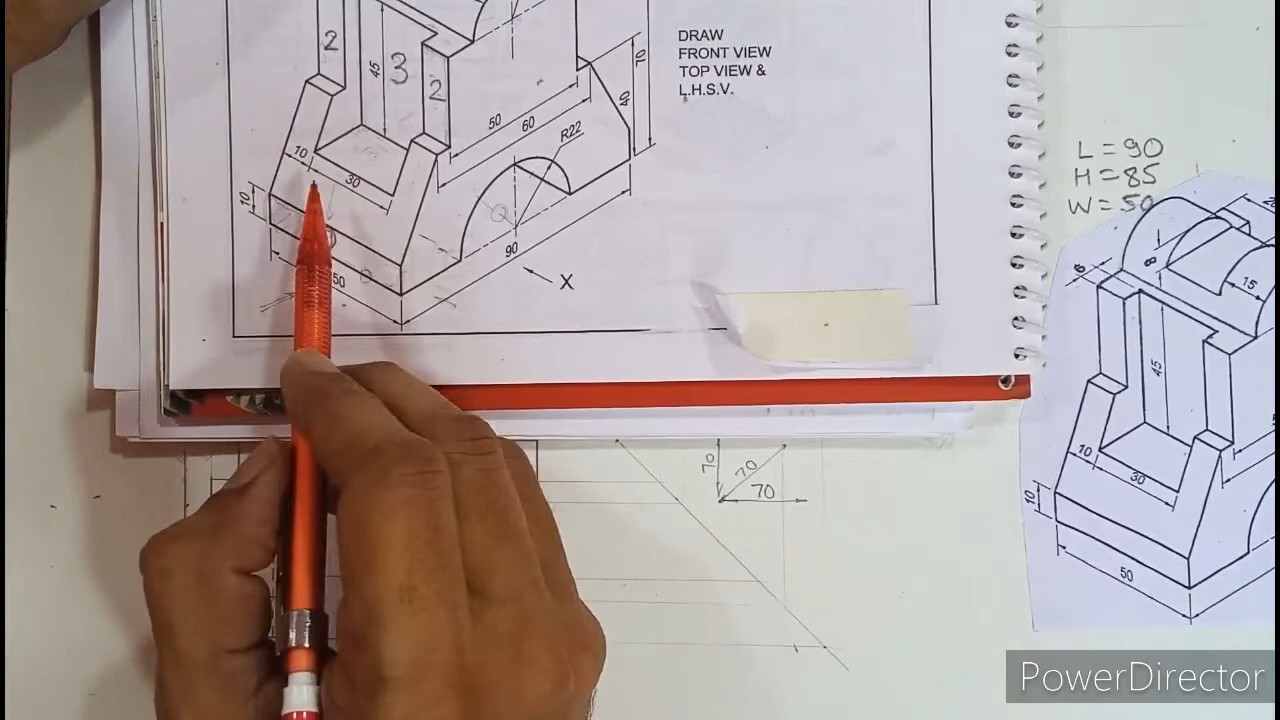 2
45
3
2
DRAW
FRONT VIEW
TOP VIEW &
L.H.S.V.
70
40
50
60
R22
10
30
10
50
90
X
L = 90
H = 85
W = 50
8
6
15
45
10
30
10
50
70
70
70
PowerDirector